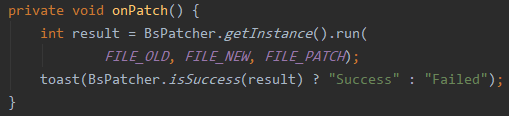 private void onPatch() {
    int result = BsPatcher.getInstance().run(
            FILE_OLD, FILE_NEW, FILE_PATCH);
    toast(BsPatcher.isSuccess(result) ? "Success" : "Failed");
}